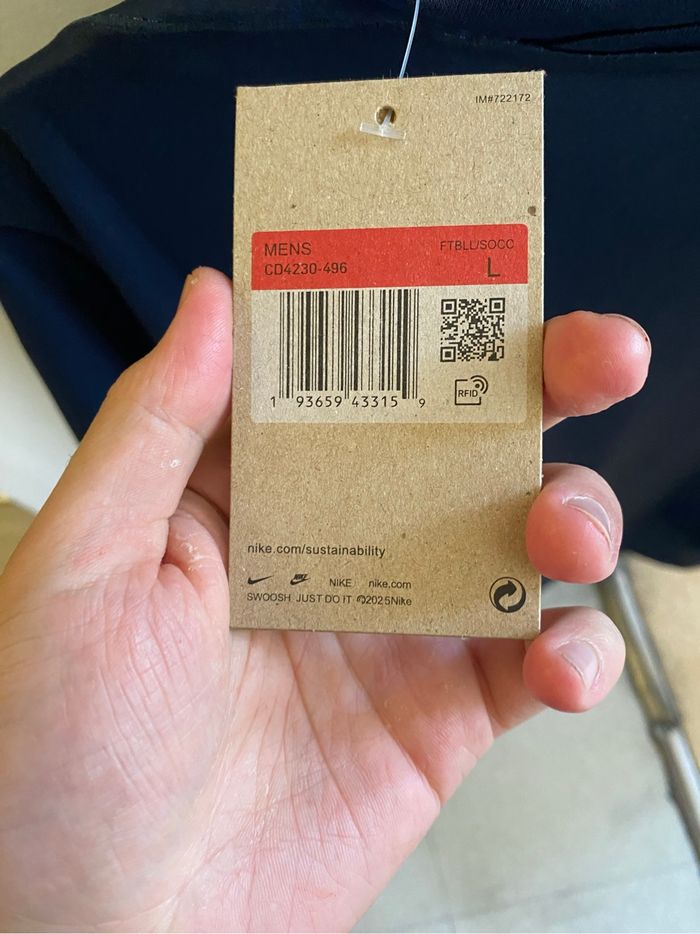 IM#722172
MENS
FTBLL/SOCC
CD4230-496
L
RFID
1 93659 43315 9
nike.com/sustainability
NIKE nike.com
SWOOSH JUST DO IT ©2025Nike